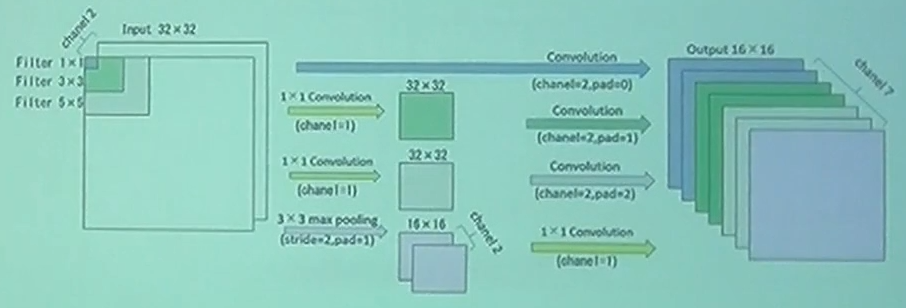 chanel 2
Input 32×32
Filter 1×1
Filter 3×3
Filter 5×5
Convolution
(chanel=2,pad=0)
1×1 Convolution
(chanel=1)
32×32
Convolution
(chanel=2,pad=1)
1×1 Convolution
(chanel=1)
32×32
Convolution
(chanel=2,pad=2)
3×3 max pooling
(stride=2,pad=1)
16×16
chanel 2
1×1 Convolution
(chanel=1)
Output 16×16
chanel 7